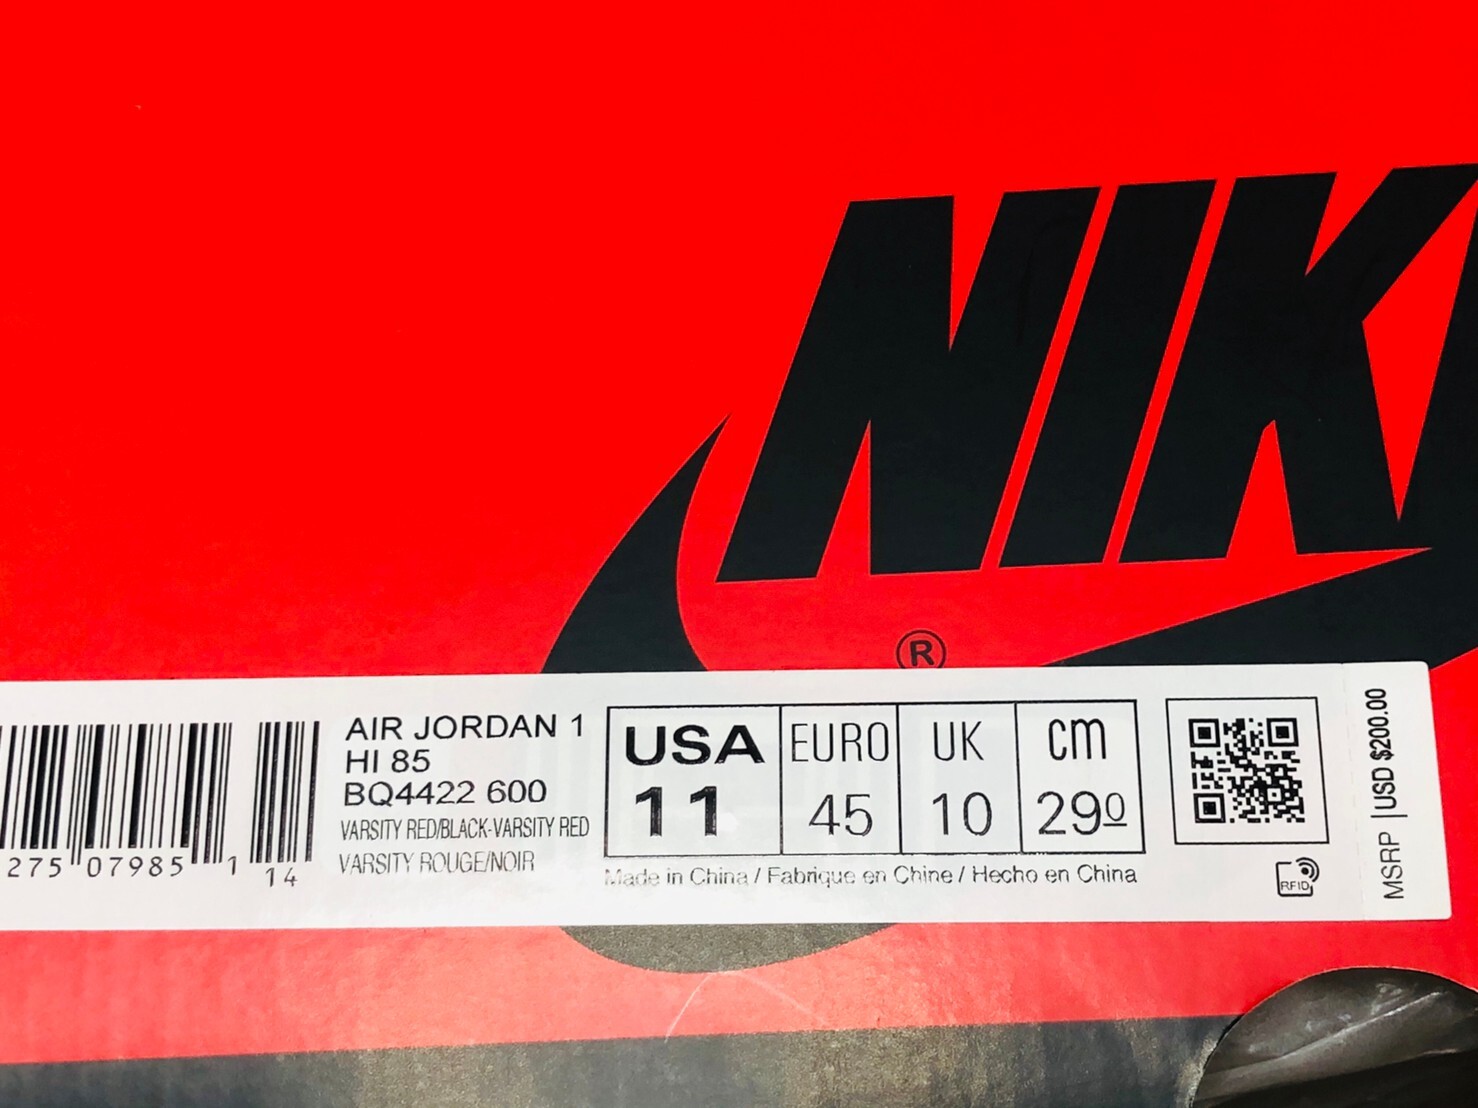 NIK
®
AIR JORDAN 1
HI 85
BQ4422 600
VARSITY RED/BLACK-VARSITY RED
VARSITY ROUGE/NOIR
275 07985 1 14
USA EURO UK cm
11 45 10 290
Made in China / Fabrique en Chine / Hecho en China
RFID
MSRP | USD $200.00